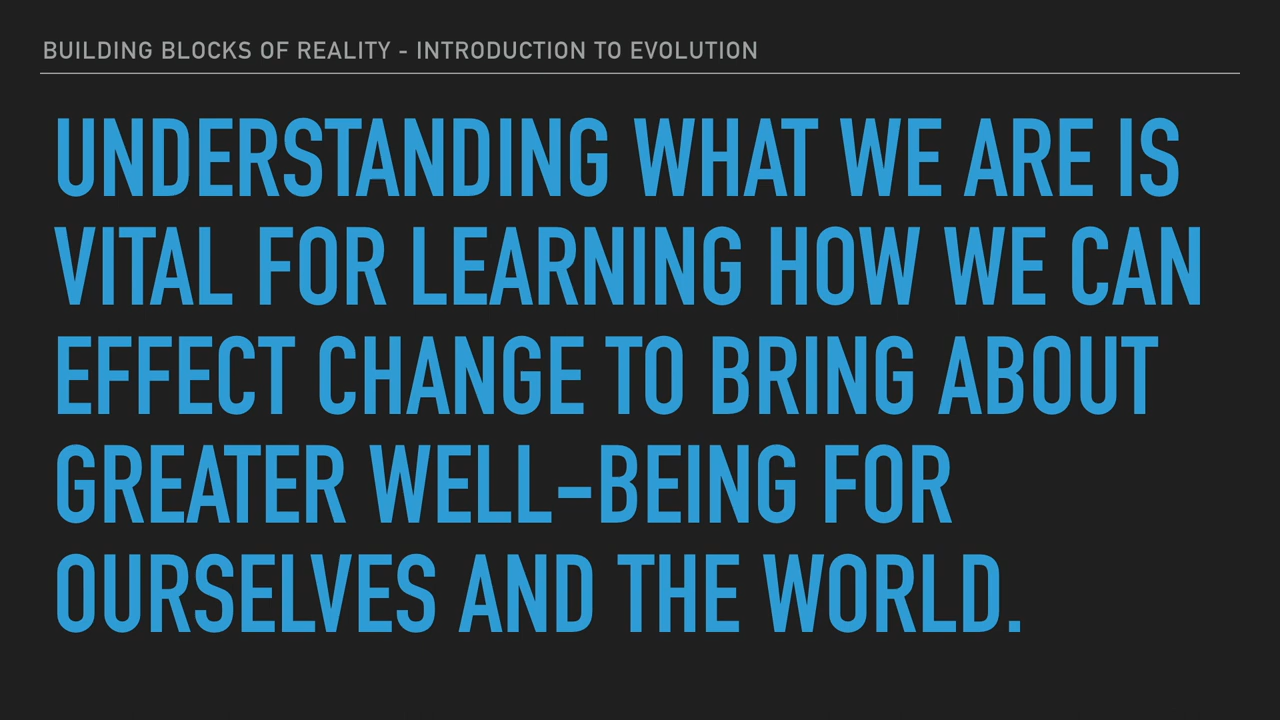 BUILDING BLOCKS OF REALITY - INTRODUCTION TO EVOLUTION
UNDERSTANDING WHAT WE ARE IS
VITAL FOR LEARNING HOW WE CAN
EFFECT CHANGE TO BRING ABOUT
GREATER WELL-BEING FOR
OURSELVES AND THE WORLD.